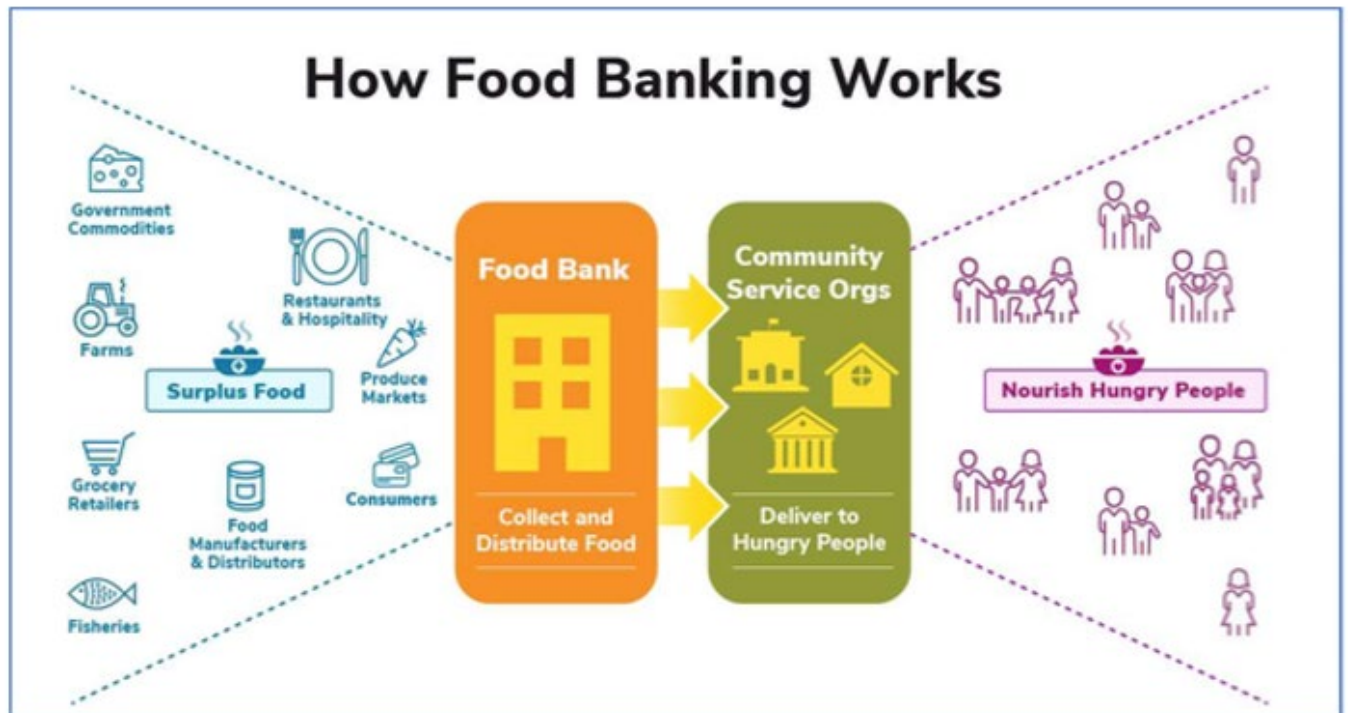 How Food Banking Works
Government
Commodities
Restaurants
& Hospitality
Farms
Produce
Markets
Surplus Food
Grocery
Retailers
Food
Manufacturers
& Distributors
Consumers
Fisheries
Food Bank
Collect and
Distribute Food
Community
Service Orgs
Deliver to
Hungry People
Nourish Hungry People